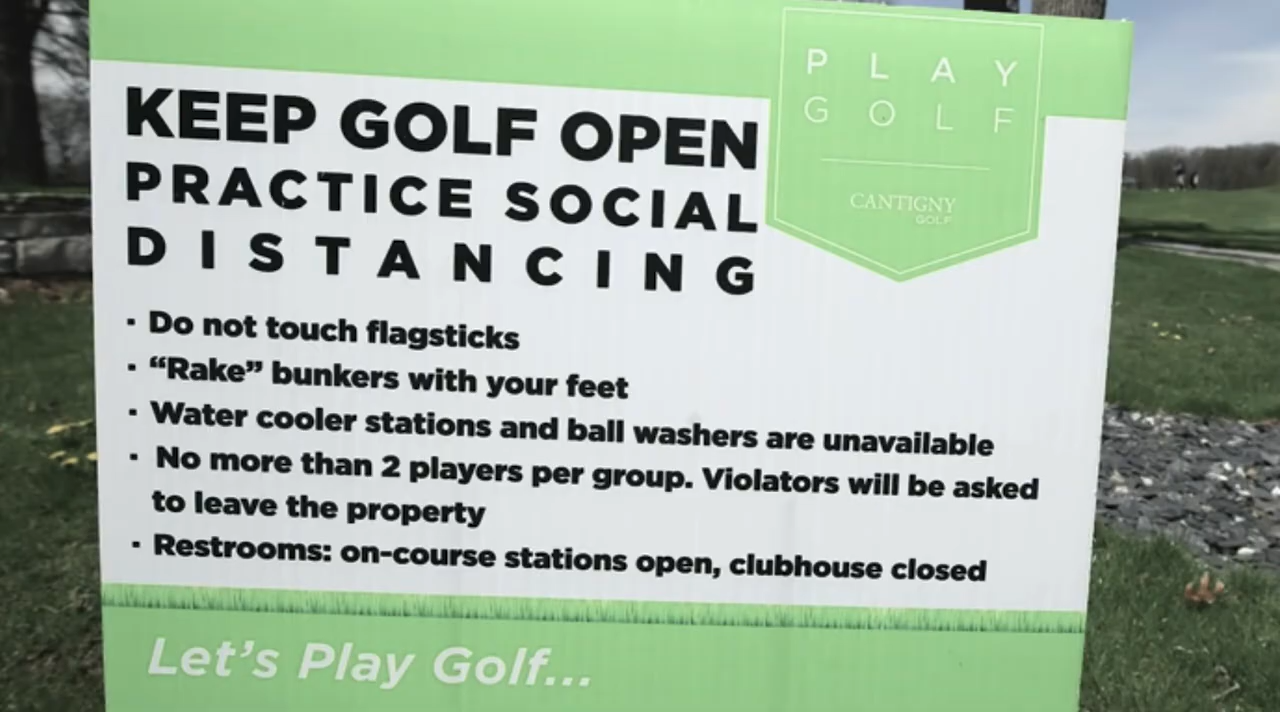 PLAY
GOLF
CANTIGNY
GOLF
KEEP GOLF OPEN
PRACTICE SOCIAL
DISTANCING
· Do not touch flagsticks
· “Rake” bunkers with your feet
· Water cooler stations and ball washers are unavailable
· No more than 2 players per group. Violators will be asked
to leave the property
· Restrooms: on-course stations open, clubhouse closed
Let’s Play Golf...